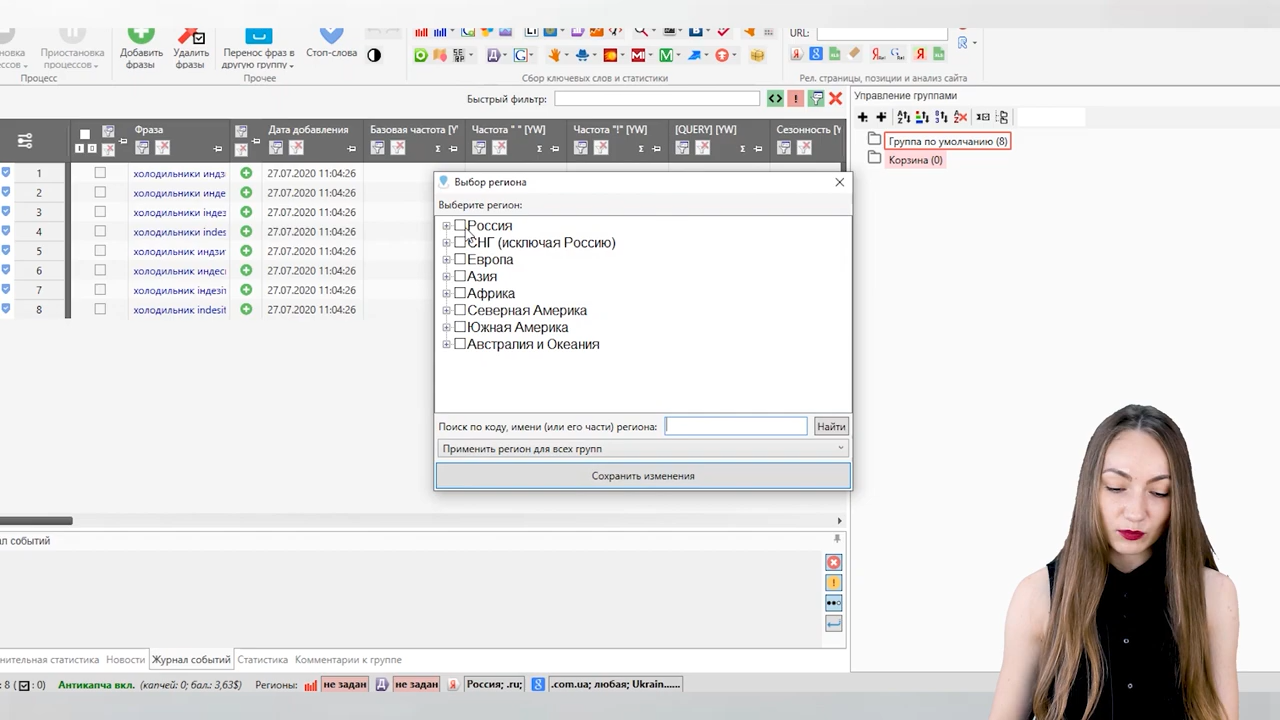 новка
ссов
Приостановка
процессов
Процесс
Добавить
фразы
Удалить
фразы
Перенос фраз в
другую группу
Прочее
Стоп-слова
Сбор ключевых слов и статистики
URL:
Рел. страницы, позиции и анализ сайта
Быстрый фильтр:
Управление группами
Группа по умолчанию (8)
Корзина (0)
Фраза
Дата добавления
Базовая частота [Y
Частота " " [YW]
Частота "!" [YW]
[QUERY] [YW]
Сезонность [
1 холодильники индз 27.07.2020 11:04:26
2 холодильники инде 27.07.2020 11:04:26
3 холодильники індезі 27.07.2020 11:04:26
4 холодильники indes 27.07.2020 11:04:26
5 холодильник индзи 27.07.2020 11:04:26
6 холодильник индес 27.07.2020 11:04:26
7 холодильник індезіт 27.07.2020 11:04:26
8 холодильник indesit 27.07.2020 11:04:26
Выбор региона
Выберите регион:
Россия
СНГ (исключая Россию)
Европа
Азия
Африка
Северная Америка
Южная Америка
Австралия и Океания
Поиск по коду, имени (или его части) региона:
Найти
Применить регион для всех групп
Сохранить изменения
ал событий
нительная статистика Новости Журнал событий Статистика Комментарии к группе
: 8 ( : 0) Антикапча вкл. (капчей: 0; бал.: 3,63$) Регионы: не задан Д не задан Я Россия; .ru; .com.ua; любая; Ukrain......